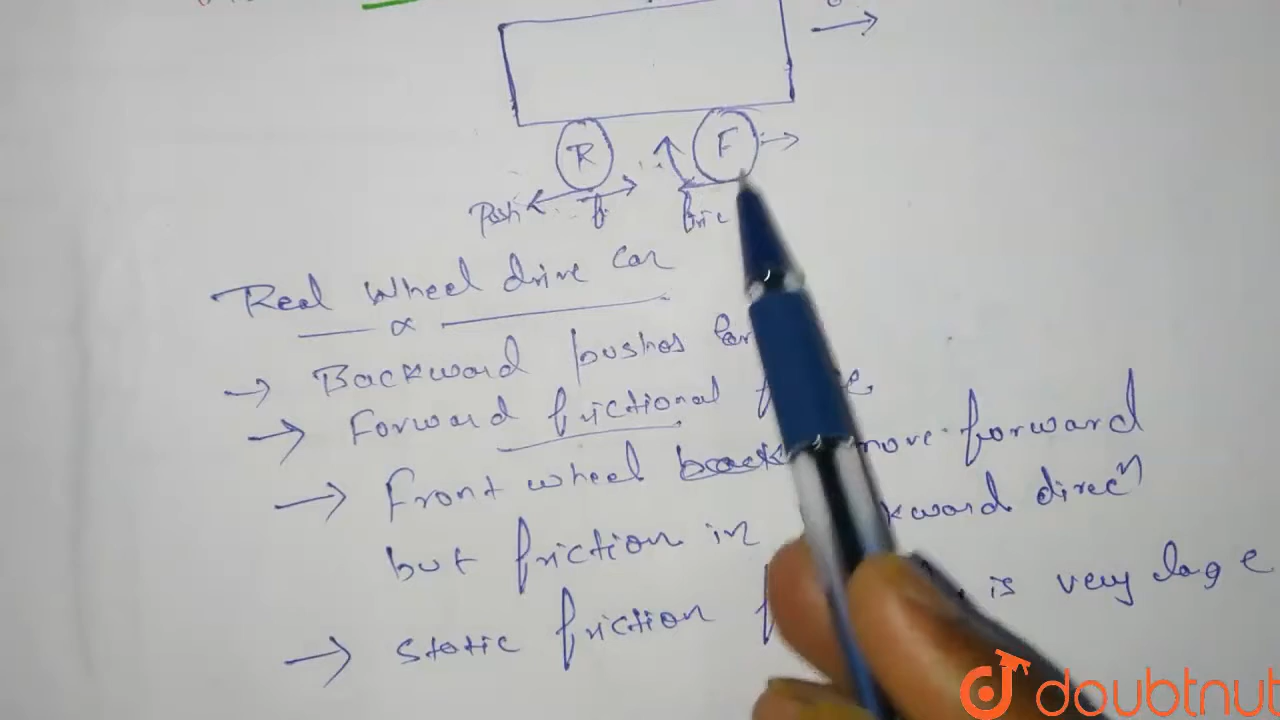 R
F
Push
f
fric
Real wheel drive car
→ Backward pushes
→ Forward frictional
→ Front wheel move forward
but friction in direcⁿ
→ Static friction is very large
doubtnut